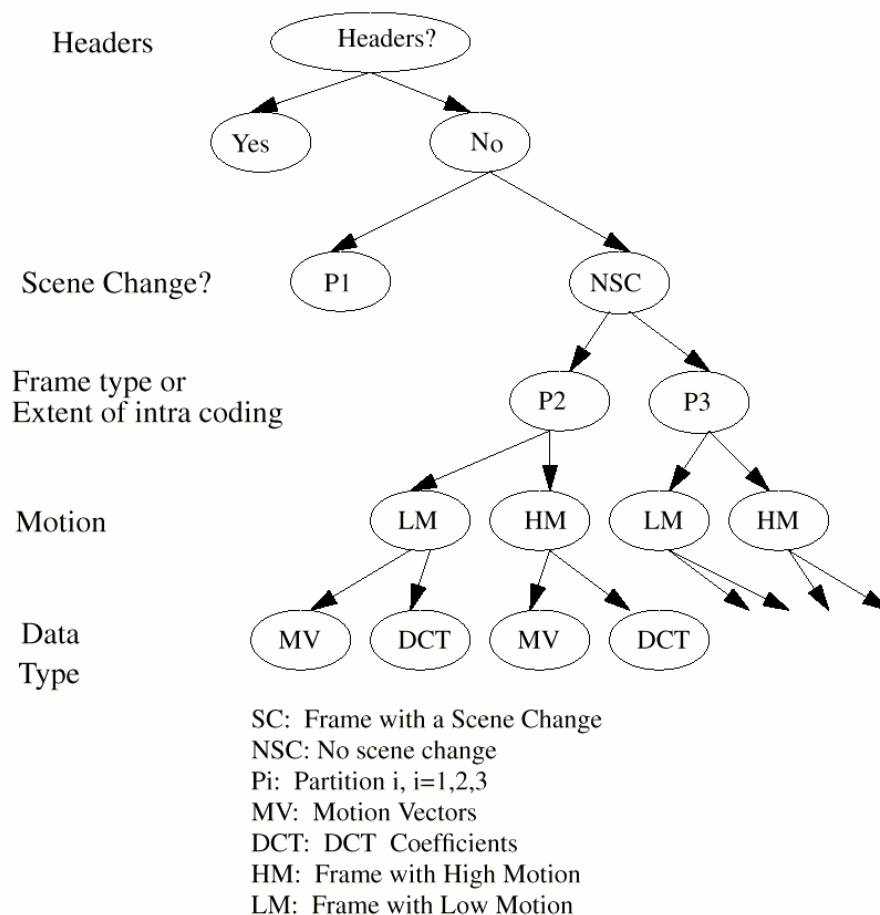 Headers
Headers?
Yes
No
Scene Change?
P1
NSC
Frame type or
Extent of intra coding
P2
P3
Motion
LM
HM
LM
HM
Data
Type
MV
DCT
MV
DCT
SC: Frame with a Scene Change
NSC: No scene change
Pi: Partition i, i=1,2,3
MV: Motion Vectors
DCT: DCT Coefficients
HM: Frame with High Motion
LM: Frame with Low Motion